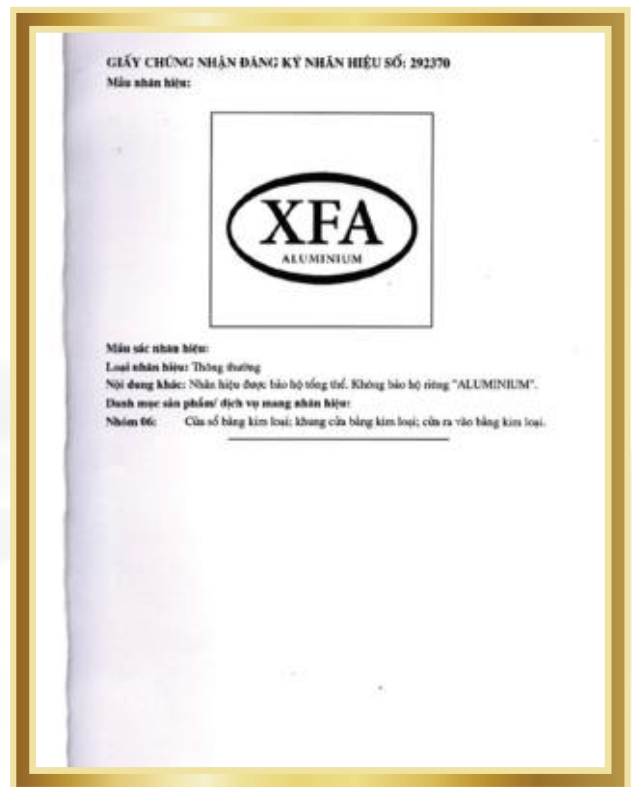 GIẤY CHỨNG NHẬN ĐĂNG KÝ NHÃN HIỆU SỐ: 292370
Mẫu nhãn hiệu:
XFA
ALUMINIUM
Mầu sắc nhãn hiệu:
Loại nhãn hiệu: Thông thường
Nội dung khác: Nhãn hiệu được bảo hộ tổng thể. Không bảo hộ riêng "ALUMINIUM".
Danh mục sản phẩm/ dịch vụ mang nhãn hiệu:
Nhóm 06: Cửa sổ bằng kim loại; khung cửa bằng kim loại; cửa ra vào bằng kim loại.